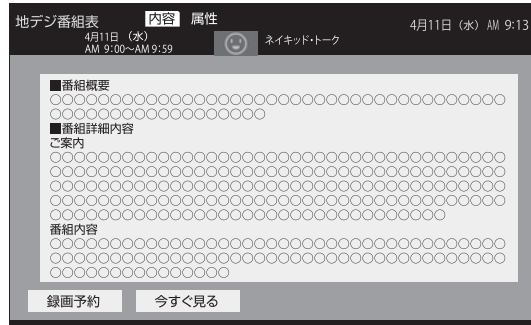 地デジ番組表 内容 属性
4月11日（水） AM 9:13
4月11日（水）
AM 9:00～AM 9:59
ネイキッド・トーク
■番組概要
○○○○○○○○○○○○○○○○○○○○○○○○○○○○○○○○○○○○○○
○○○○○○○○○○○○○○○○○○
■番組詳細内容
ご案内
○○○○○○○○○○○○○○○○○○○○○○○○○○○○○○○○○○○○○○
○○○○○○○○○○○○○○○○○○○○○○○○○○○○○○○○○○○○○○
○○○○○○○○○○○○○○○○○○○○○○○○○○○○○○○○○○○○○○
○○○○○○○○○○○○○○○○○○○○○○○○○○○○○○○○○○○○○○
○○○○○○○○○○○○○○○○○○○○○○○○○○○○○○○○○
番組内容
○○○○○○○○○○○○○○○○○○○○○○○○○○○○○○○○○○○○○○
○○○○○○○○○○○○○○○○○○○○○○○○○○○○○○○○○○○○○○
○○○○○○○○○○○○○○○
録画予約 今すぐ見る